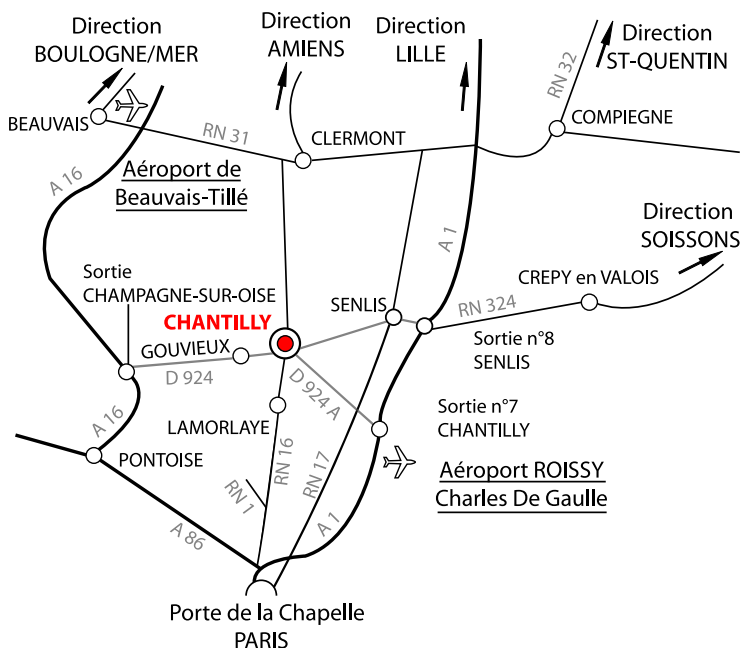 Direction
BOULOGNE/MER
Direction
AMIENS
Direction
LILLE
Direction
ST-QUENTIN
RN 32
BEAUVAIS
RN 31
CLERMONT
COMPIEGNE
Aéroport de
Beauvais-Tillé
A 16
A 1
Direction
SOISSONS
Sortie
CHAMPAGNE-SUR-OISE
CREPY en VALOIS
SENLIS
RN 324
CHANTILLY
GOUVIEUX
D 924
Sortie n°8
SENLIS
D 924 A
Sortie n°7
CHANTILLY
A 16
LAMORLAYE
PONTOISE
RN 16
RN 17
Aéroport ROISSY
Charles De Gaulle
RN 1
A 1
A 86
Porte de la Chapelle
PARIS